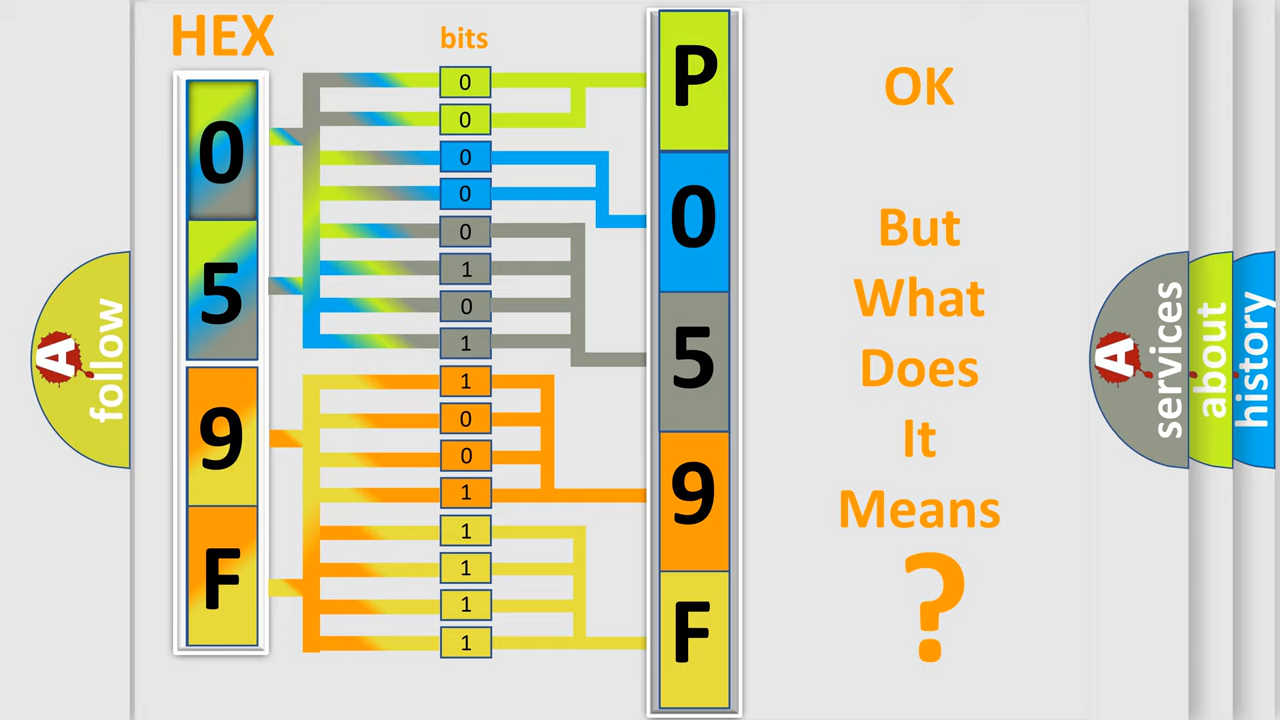 HEX
bits
0
5
9
F
0
0
0
0
0
1
0
1
1
0
0
1
1
1
1
1
P
0
5
9
F
OK
But
What
Does
It
Means
?
A
follow
A
services
about
history